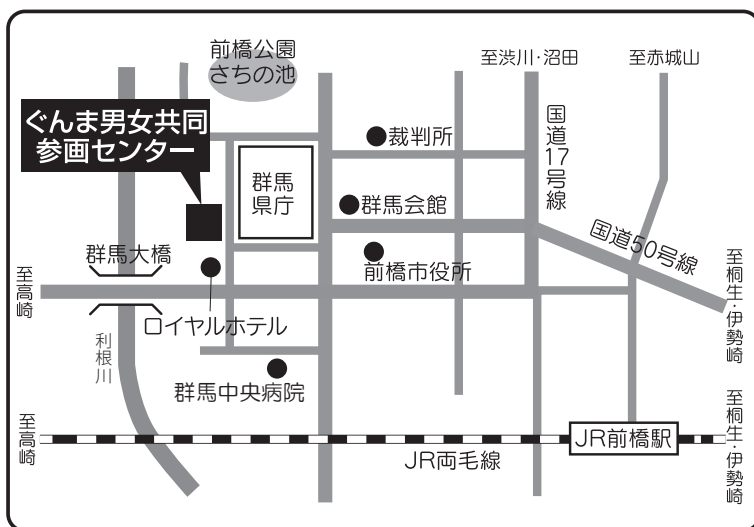 前橋公園
さちの池
至渋川・沼田
至赤城山
ぐんま男女共同
参画センター
裁判所
国道17号線
群馬
県庁
群馬会館
国道50号線
群馬大橋
前橋市役所
至高崎
至桐生・伊勢崎
ロイヤルホテル
利根川
群馬中央病院
至高崎
JR前橋駅
至桐生・伊勢崎
JR両毛線